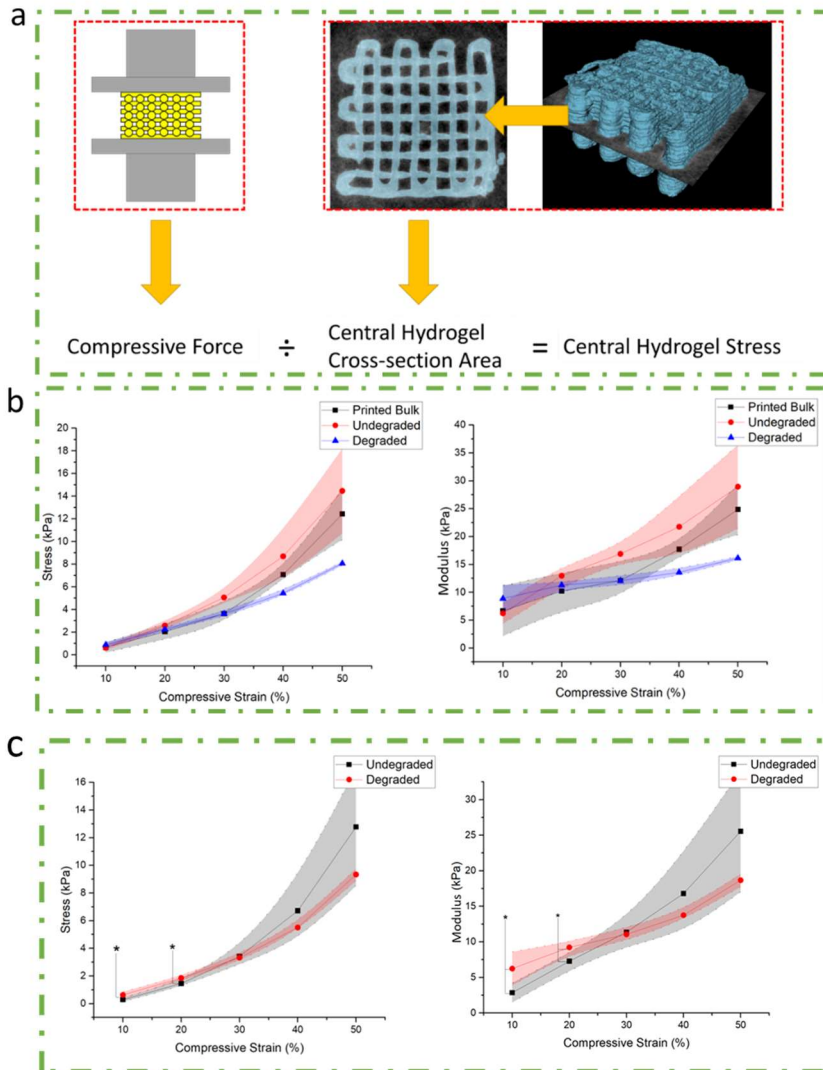 a
Compressive Force ÷ Central Hydrogel Cross-section Area = Central Hydrogel Stress
b
Printed Bulk
Undegraded
Degraded
Stress (kPa)
20
18
16
14
12
10
8
6
4
2
0
10 20 30 40 50
Compressive Strain (%)
Printed Bulk
Undegraded
Degraded
Modulus (kPa)
40
35
30
25
20
15
10
5
0
10 20 30 40 50
Compressive Strain (%)
c
Undegraded
Degraded
Stress (kPa)
16
14
12
10
8
6
4
2
0
* *
10 20 30 40 50
Compressive Strain (%)
Undegraded
Degraded
Modulus (kPa)
30
25
20
15
10
5
0
* *
10 20 30 40 50
Compressive Strain (%)